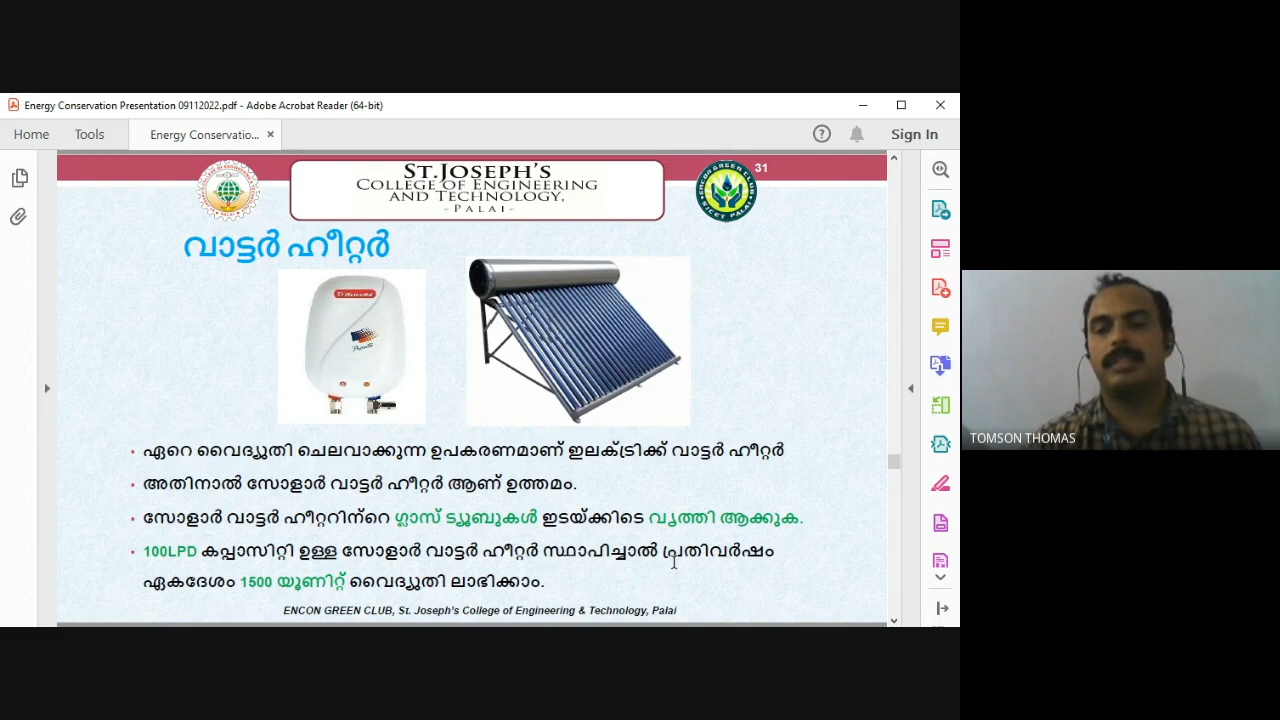 Energy Conservation Presentation 09112022.pdf - Adobe Acrobat Reader (64-bit)
Home Tools Energy Conservatio... Sign In
31
ST.JOSEPH'S
COLLEGE OF ENGINEERING
AND TECHNOLOGY,
-PALAI-
വാട്ടർ ഹീറ്റർ
• ഏറെ വൈദ്യുതി ചെലവാക്കുന്ന ഉപകരണമാണ് ഇലക്ട്രിക്ക് വാട്ടർ ഹീറ്റർ
• അതിനാൽ സോളാർ വാട്ടർ ഹീറ്റർ ആണ് ഉത്തമം.
• സോളാർ വാട്ടർ ഹീറ്ററിന്റെ ഗ്ലാസ് ട്യൂബുകൾ ഇടയ്ക്കിടെ വൃത്തി ആക്കുക.
• 100LPD കപ്പാസിറ്റി ഉള്ള സോളാർ വാട്ടർ ഹീറ്റർ സ്ഥാപിച്ചാൽ പ്രതിവർഷം
ഏകദേശം 1500 യൂണിറ്റ് വൈദ്യുതി ലാഭിക്കാം.
ENCON GREEN CLUB, St. Joseph's College of Engineering & Technology, Palai
TOMSON THOMAS